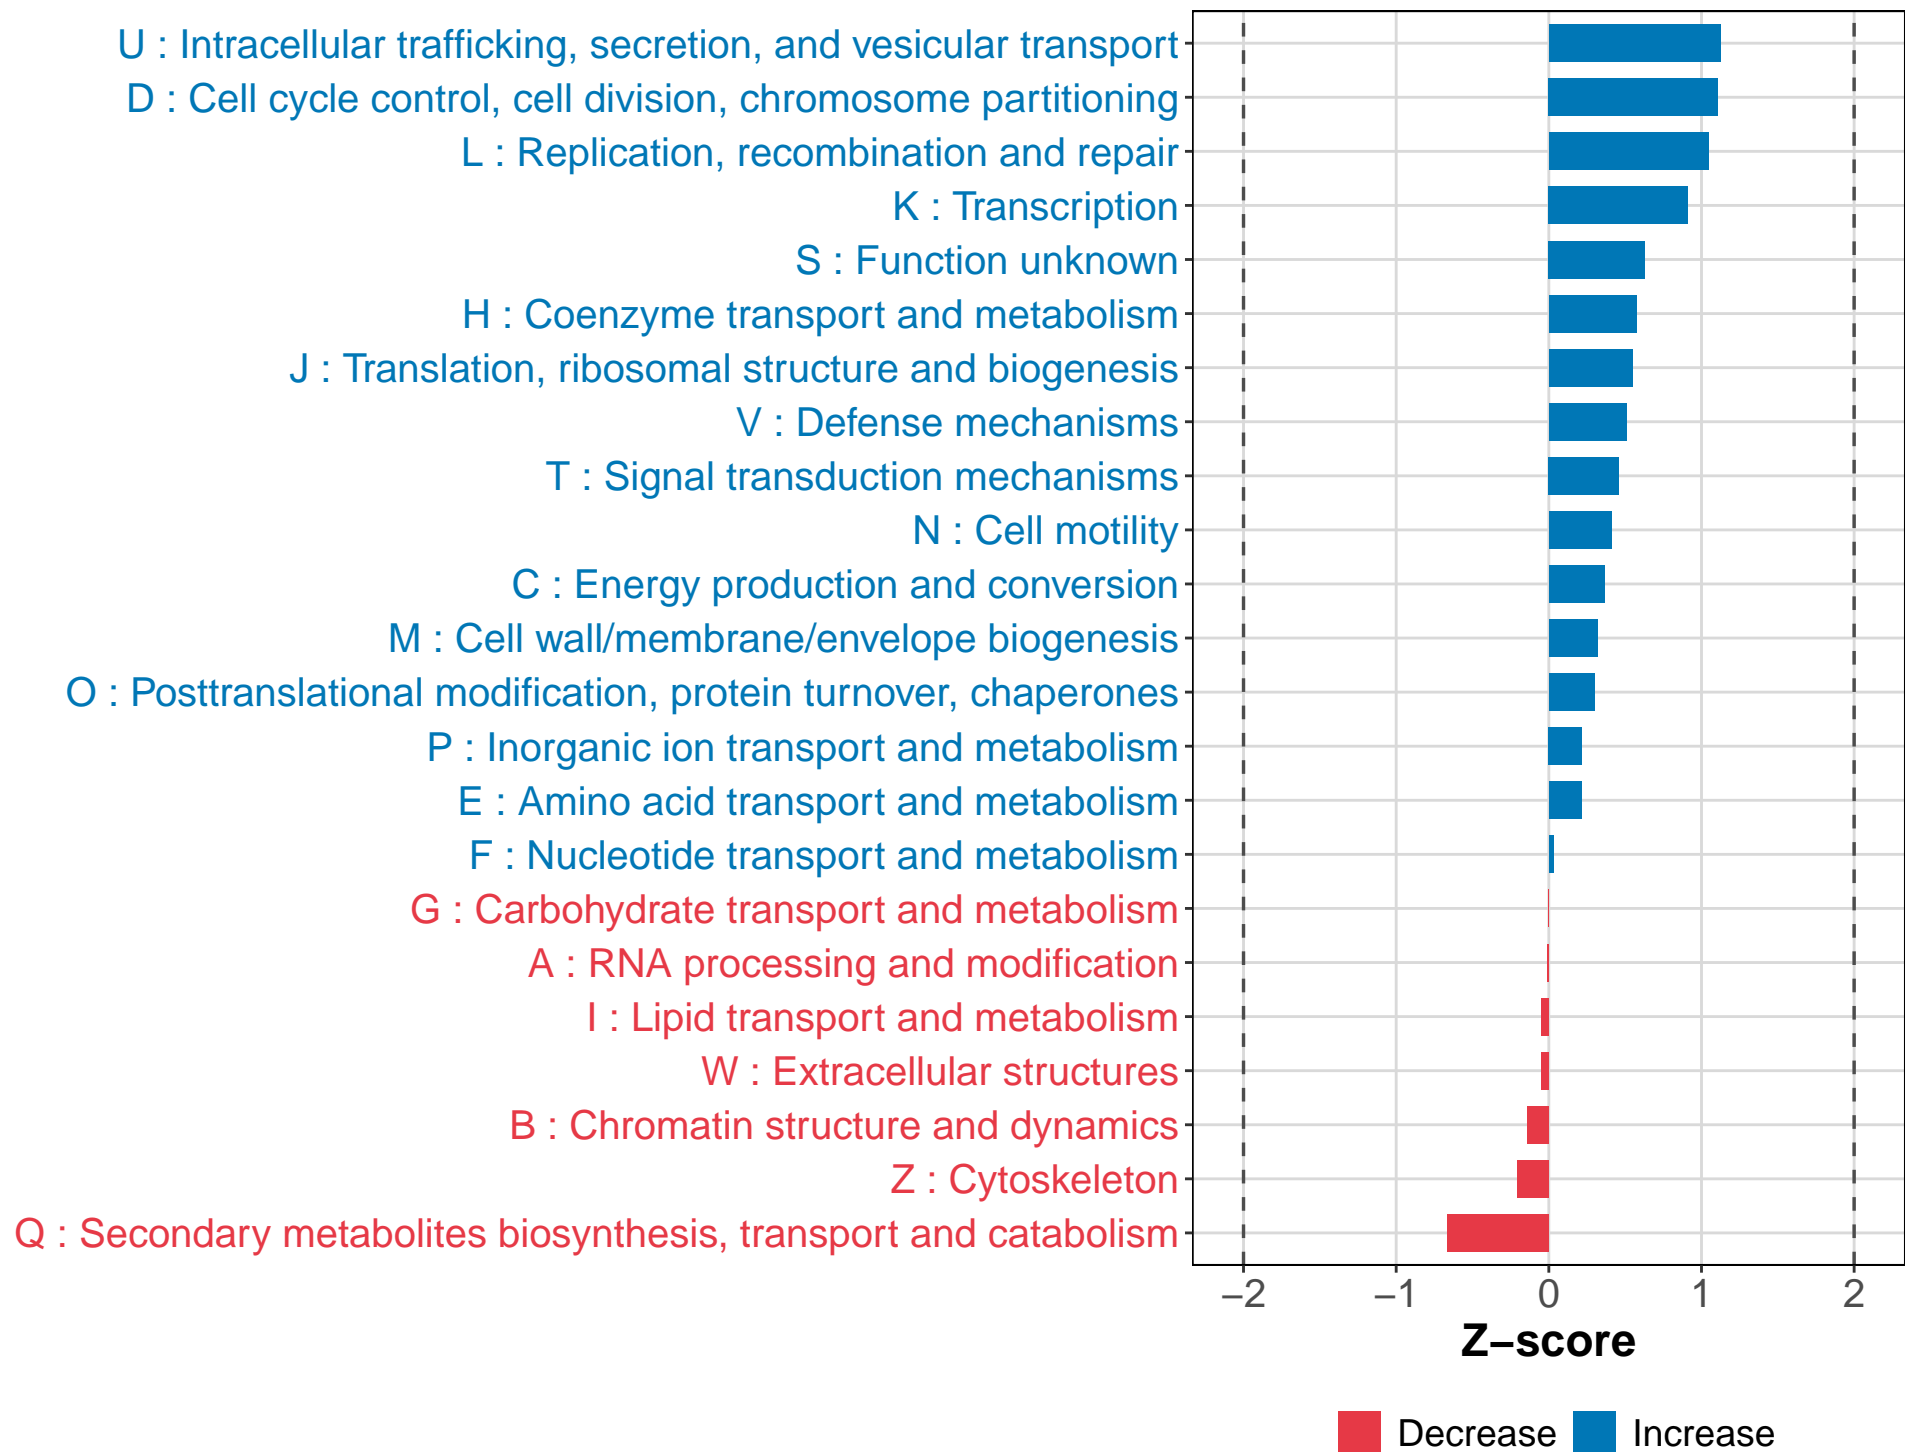 U : Intracellular trafficking, secretion, and vesicular transport
D : Cell cycle control, cell division, chromosome partitioning
L : Replication, recombination and repair
K : Transcription
S : Function unknown
H : Coenzyme transport and metabolism
J : Translation, ribosomal structure and biogenesis
V : Defense mechanisms
T : Signal transduction mechanisms
N : Cell motility
C : Energy production and conversion
M : Cell wall/membrane/envelope biogenesis
O : Posttranslational modification, protein turnover, chaperones
P : Inorganic ion transport and metabolism
E : Amino acid transport and metabolism
F : Nucleotide transport and metabolism
G : Carbohydrate transport and metabolism
A : RNA processing and modification
I : Lipid transport and metabolism
W : Extracellular structures
B : Chromatin structure and dynamics
Z : Cytoskeleton
Q : Secondary metabolites biosynthesis, transport and catabolism
−2 −1 0 1 2
Z−score
Decrease Increase